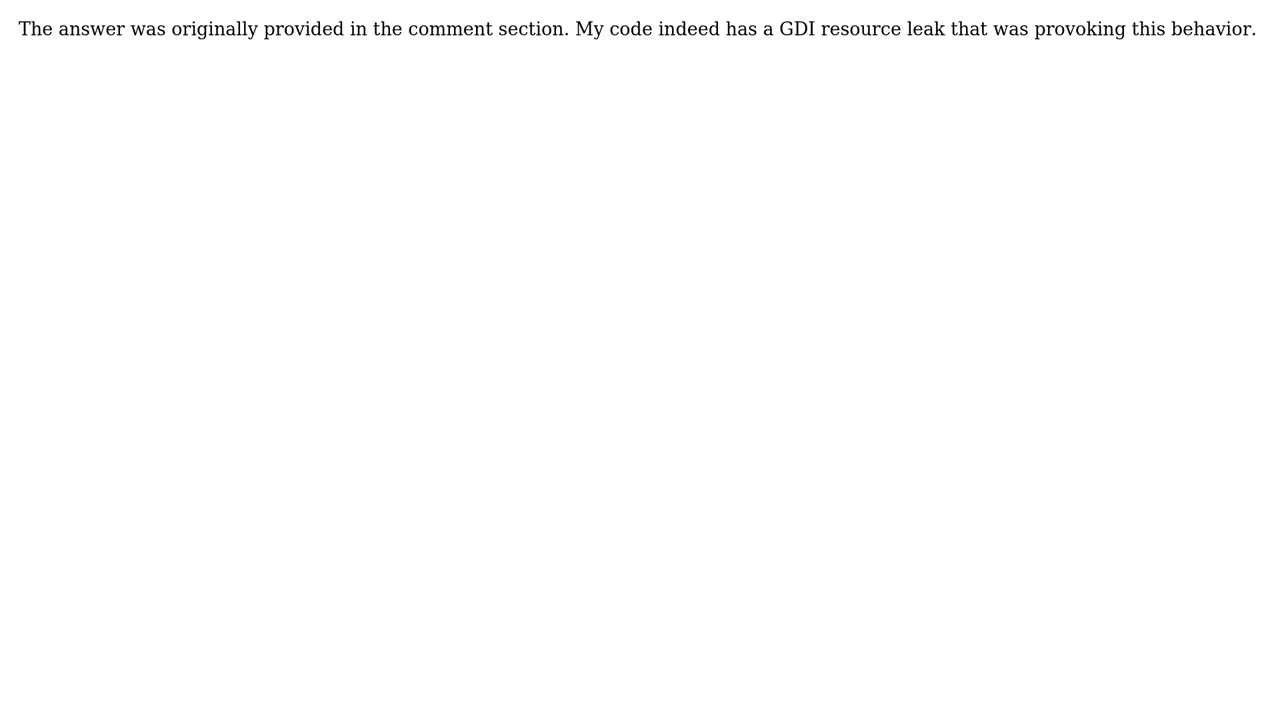 The answer was originally provided in the comment section. My code indeed has a GDI resource leak that was provoking this behavior.